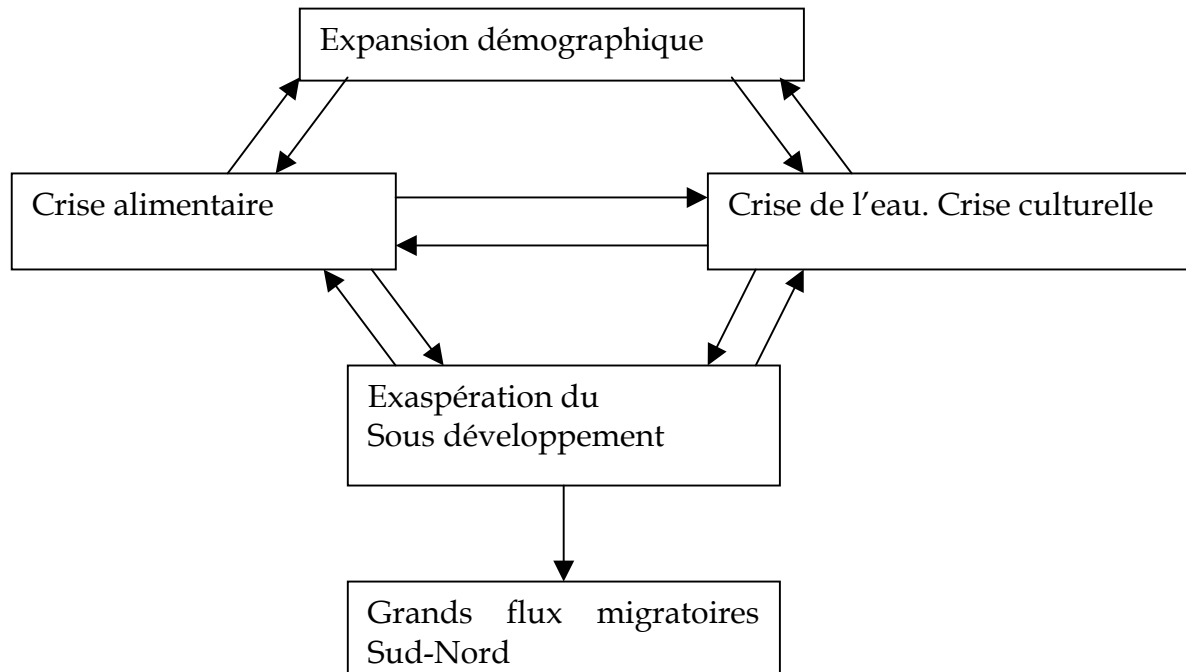 Expansion démographique
Crise alimentaire
Crise de l’eau. Crise culturelle
Exaspération du
Sous développement
Grands flux migratoires
Sud-Nord